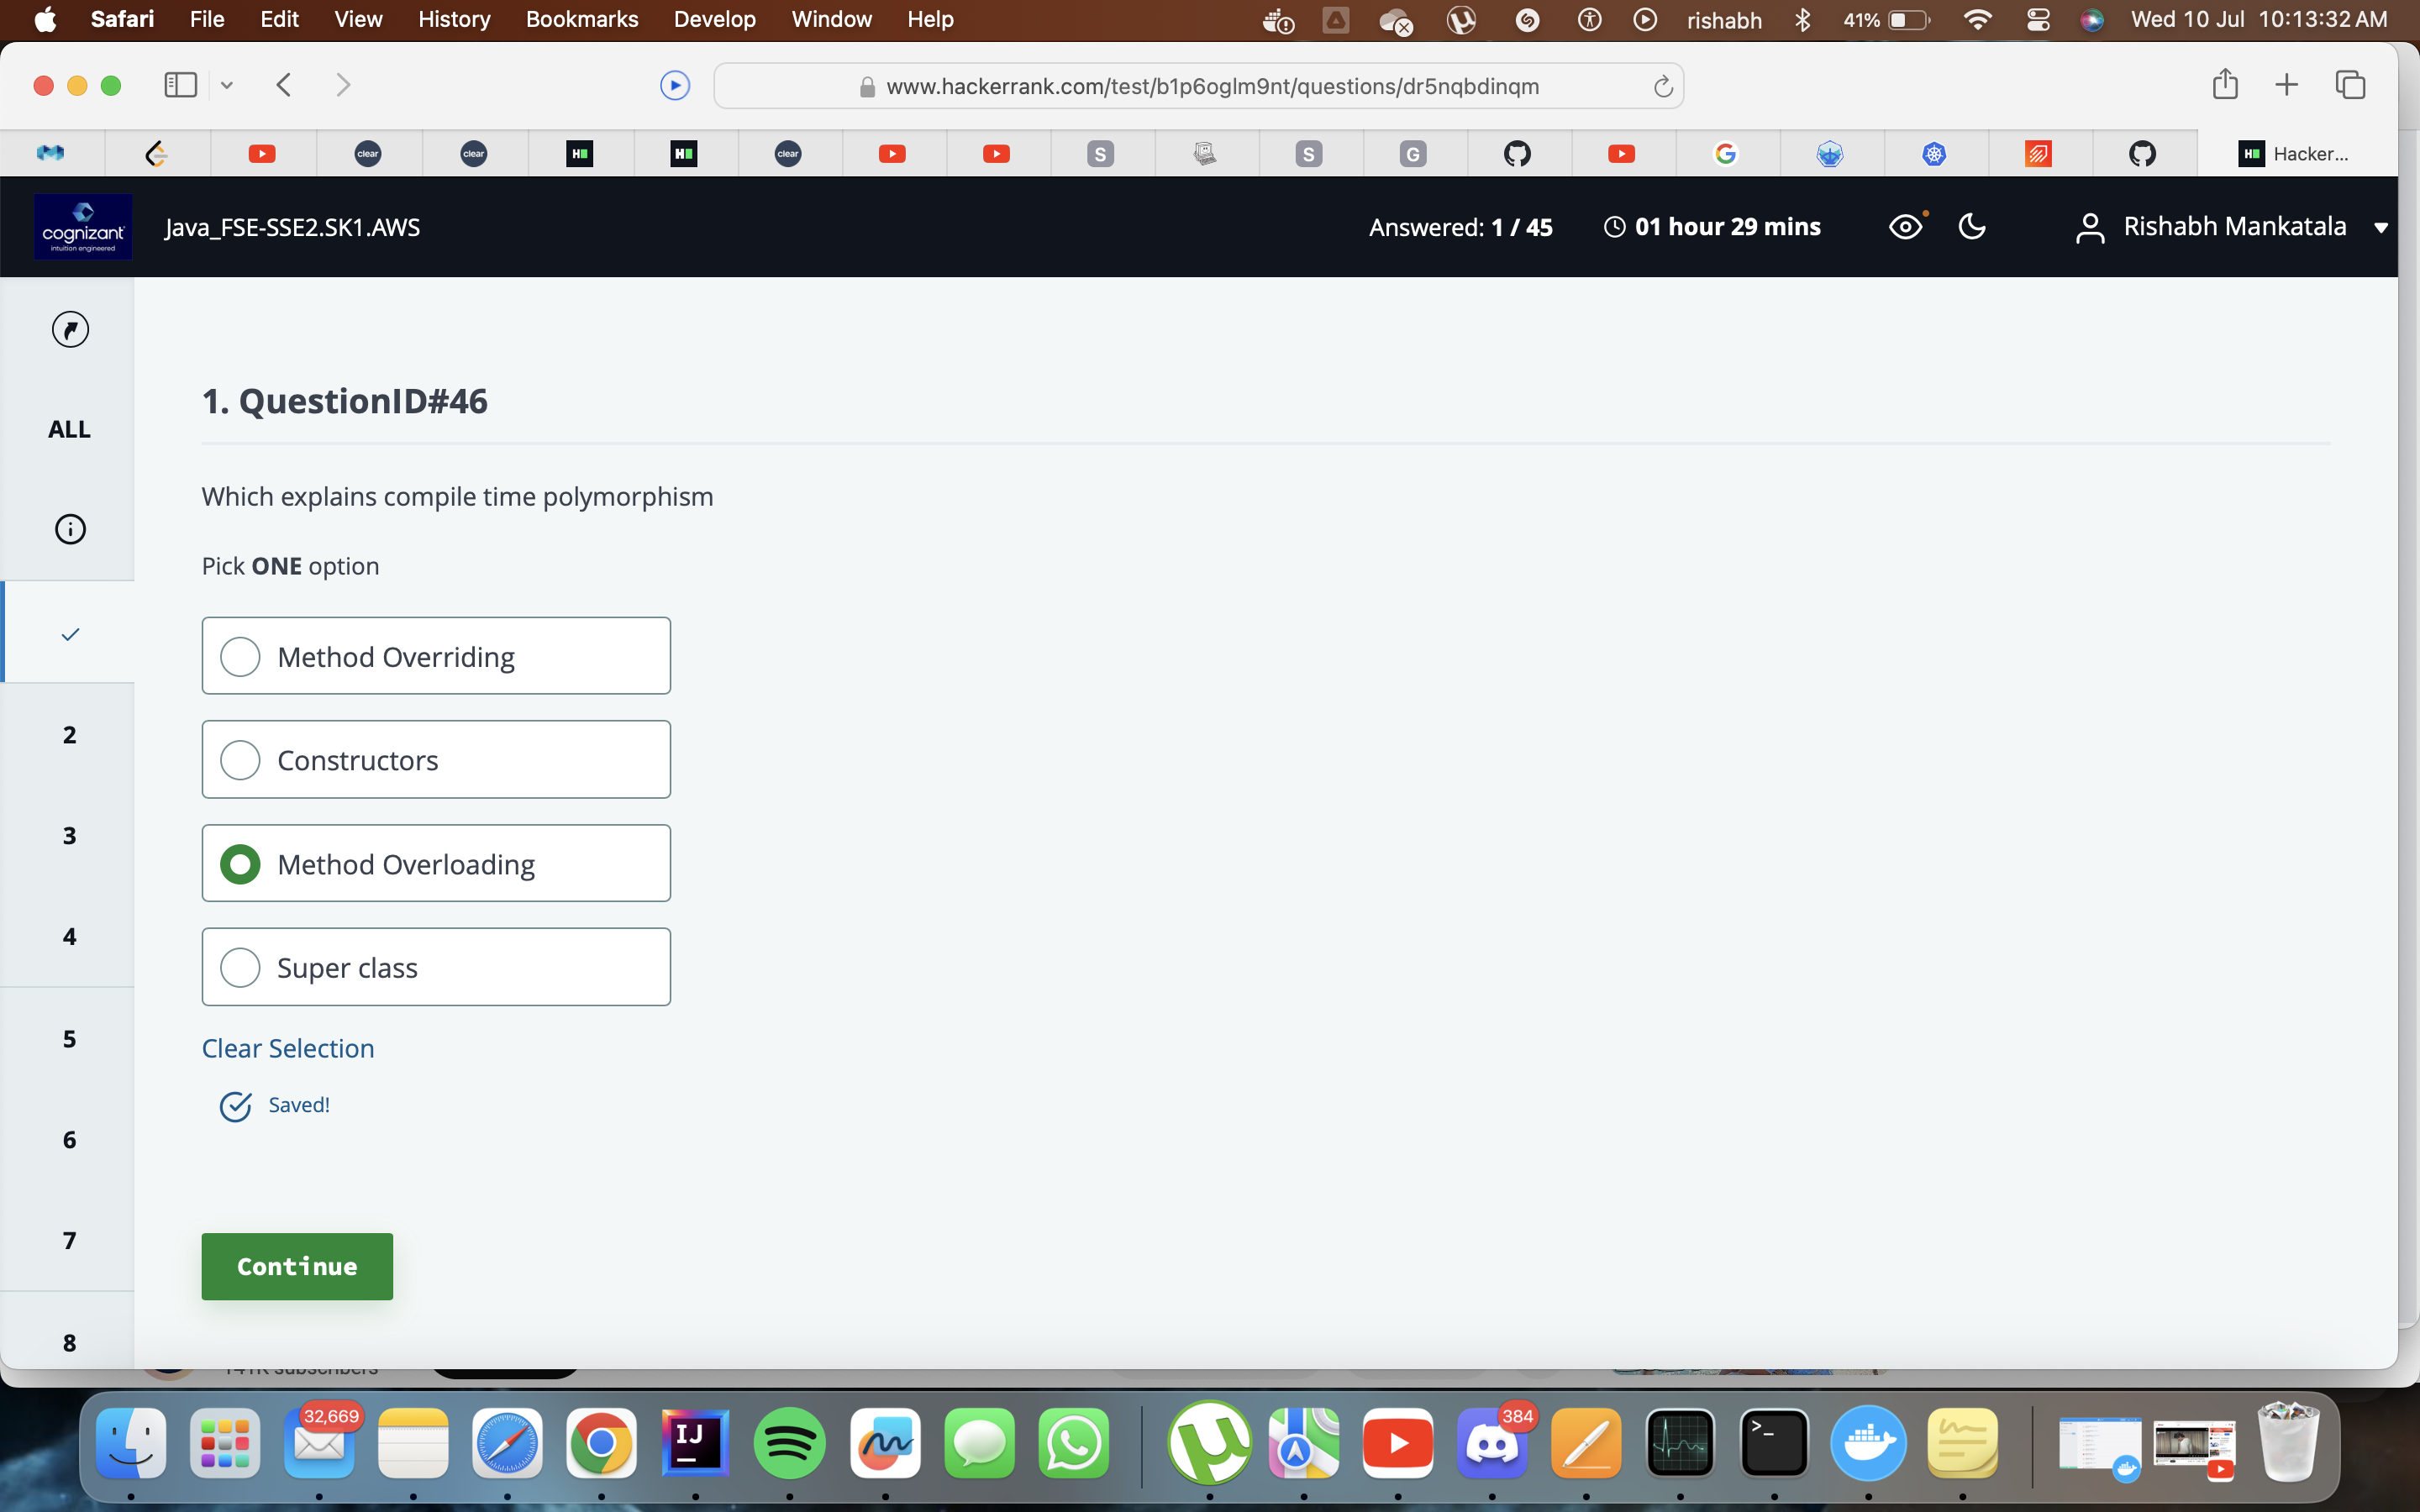 Safari File Edit View History Bookmarks Develop Window Help rishabh 41% Wed 10 Jul 10:13:32 AM
www.hackerrank.com/test/b1p6oglm9nt/questions/dr5nqbdinqm
clear clear H clear S S G H Hacker...
cognizant
intuition engineered
Java_FSE-SSE2.SK1.AWS Answered: 1 / 45 01 hour 29 mins Rishabh Mankatala
ALL
1. QuestionID#46
Which explains compile time polymorphism
Pick ONE option
Method Overriding
Constructors
Method Overloading
Super class
Clear Selection
Saved!
Continue
2
3
4
5
6
7
8
32,669
IJ
384
>_